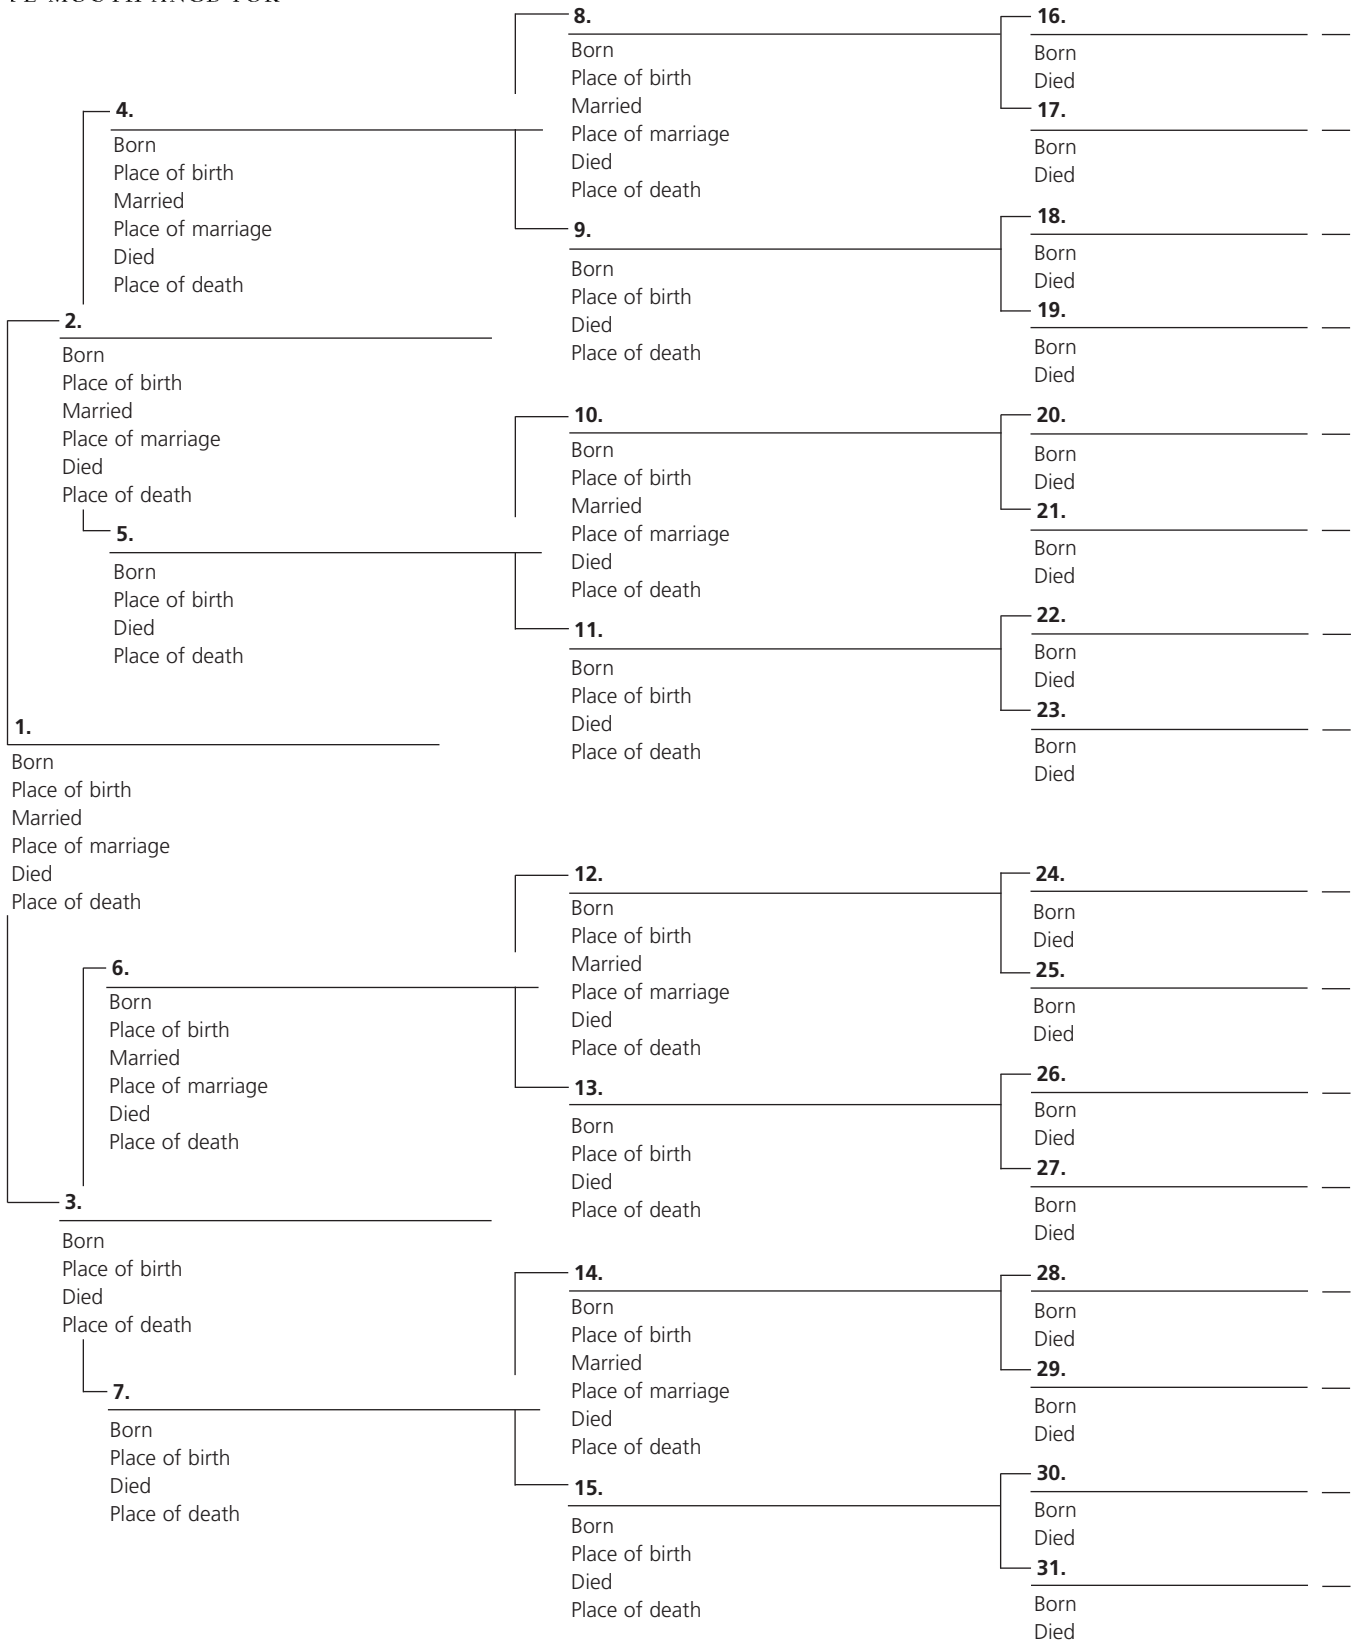 8.
Born
Place of birth
Married
Place of marriage
Died
Place of death
16.
Born
Died
17.
Born
Died
4.
Born
Place of birth
Married
Place of marriage
Died
Place of death
9.
Born
Place of birth
Died
Place of death
18.
Born
Died
19.
Born
Died
2.
Born
Place of birth
Married
Place of marriage
Died
Place of death
10.
Born
Place of birth
Married
Place of marriage
Died
Place of death
20.
Born
Died
21.
Born
Died
5.
Born
Place of birth
Died
Place of death
11.
Born
Place of birth
Died
Place of death
22.
Born
Died
23.
Born
Died
1.
Born
Place of birth
Married
Place of marriage
Died
Place of death
12.
Born
Place of birth
Married
Place of marriage
Died
Place of death
24.
Born
Died
25.
Born
Died
6.
Born
Place of birth
Married
Place of marriage
Died
Place of death
13.
Born
Place of birth
Died
Place of death
26.
Born
Died
27.
Born
Died
3.
Born
Place of birth
Died
Place of death
14.
Born
Place of birth
Married
Place of marriage
Died
Place of death
28.
Born
Died
29.
Born
Died
7.
Born
Place of birth
Died
Place of death
15.
Born
Place of birth
Died
Place of death
30.
Born
Died
31.
Born
Died